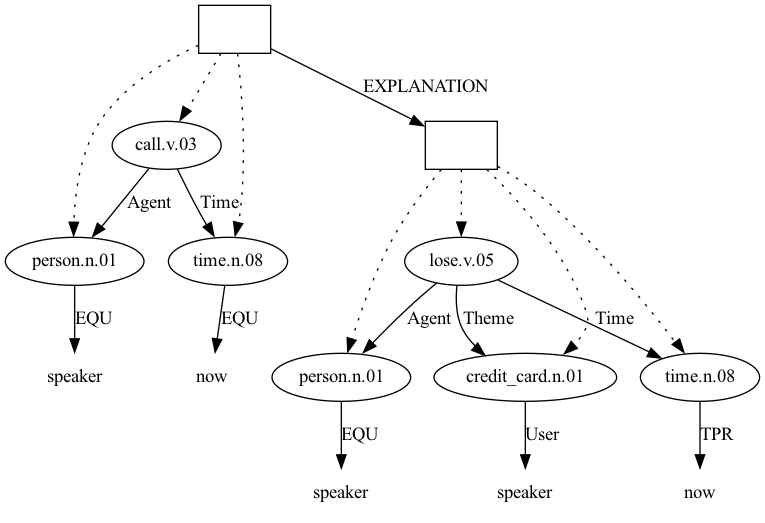 EXPLANATION
call.v.03
Agent Time
person.n.01 time.n.08 lose.v.05
EQU EQU Agent Theme Time
speaker now person.n.01 credit_card.n.01 time.n.08
EQU User TPR
speaker speaker now